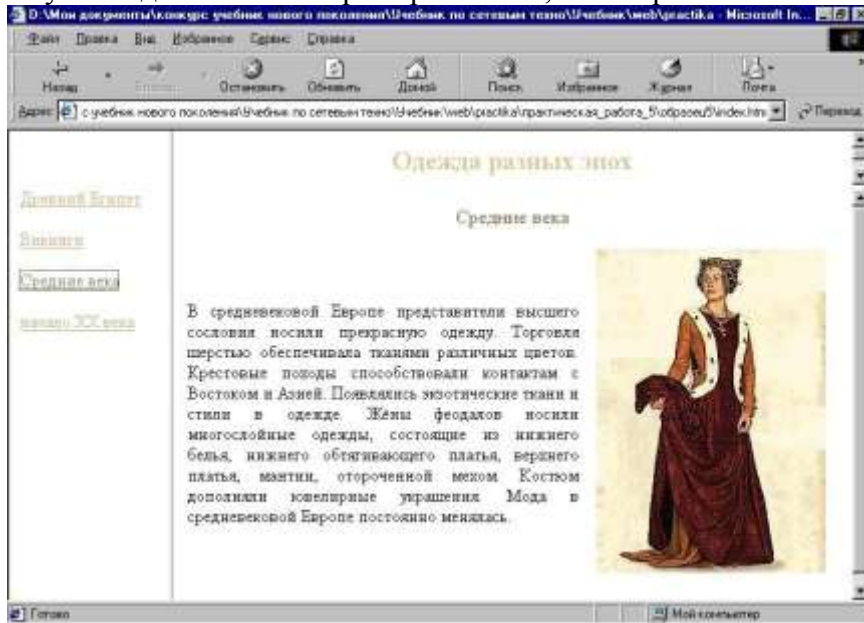 D:\Мои документы\конкурс учебник нового поколения\Учебник по сетевым техно\Учебник\web\practika - Microsoft In...
Файл Правка Вид Избранное Сервис Справка
Назад Остановить Обновить Домой Поиск Избранное Журнал Почта
Адрес с учебник нового поколения\Учебник по сетевым техно\Учебник\web\practika\практическая_работа_5\образец5\index.htm Переход
Одежда разных эпох
Древний Египет
Средние века
Викинги
Средние века
начало XX века
В средневековой Европе представители высшего
сословия носили прекрасную одежду. Торговля
шерстью обеспечивала тканями различных цветов.
Крестовые походы способствовали контактам с
Востоком и Азией. Появлялись экзотические ткани и
стили в одежде. Жёны феодалов носили
многослойные одежды, состоящие из нижнего
белья, нижнего обтягивающего платья, верхнего
платья, мантии, отороченной мехом. Костюм
дополняли ювелирные украшения. Мода в
средневековой Европе постоянно менялась.
Готово Мой компьютер